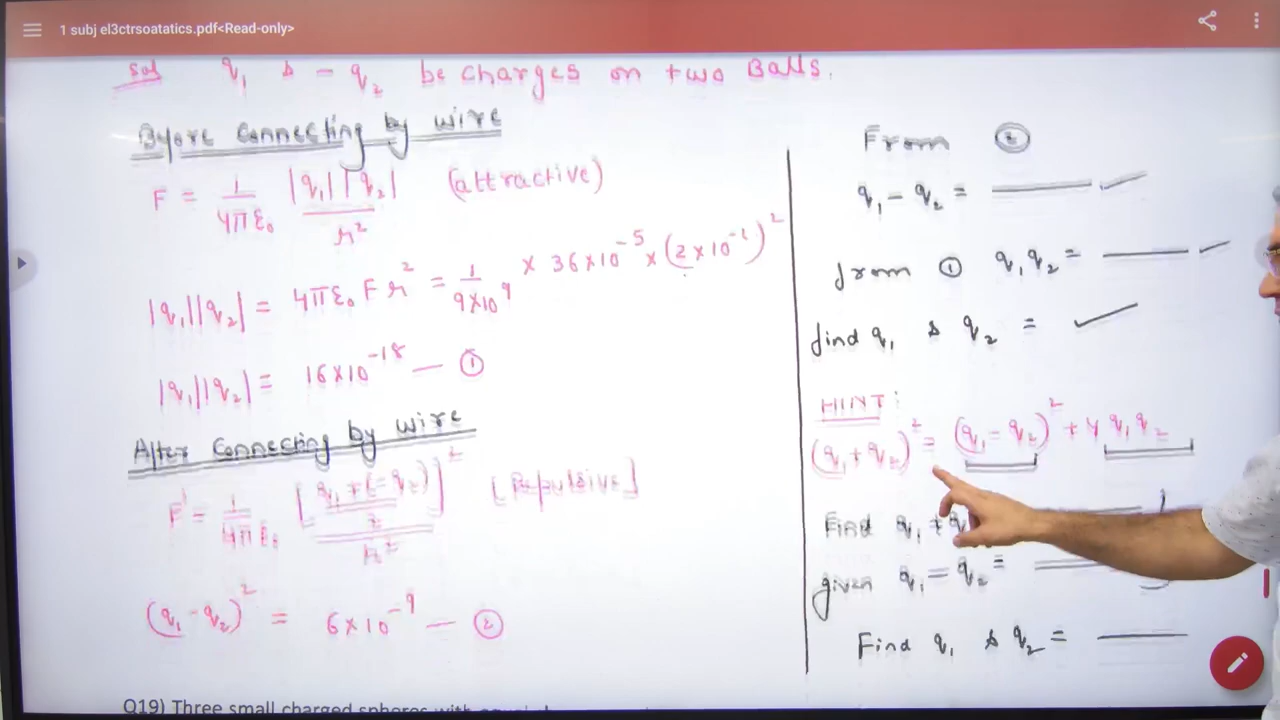 1 subj el3ctrsoatatics.pdf<Read-only>
Sol q₁ & - q₂ be charges on two Balls.
Before Connecting by wire
F = 1/4πε₀ |q₁||q₂|/r² (attractive)
|q₁||q₂| = 4πε₀ F r² = 1/9×10⁹ × 36×10⁻⁵ × (2×10⁻²)²
|q₁||q₂| = 16×10⁻¹⁸ — ①
After Connecting by wire
F' = 1/4πε₀ [q₁+(-q₂)/2]²/r² [Repulsive]
(q₁-q₂)² = 6×10⁻⁹ — ②
From ②
q₁-q₂ =
from ① q₁q₂ =
find q₁ & q₂ =
HINT:
(q₁+q₂)² = (q₁-q₂)² + 4q₁q₂
Find q₁+q
given q₁-q₂ =
Find q₁ & q₂ =
Q19) Three small charged spheres with